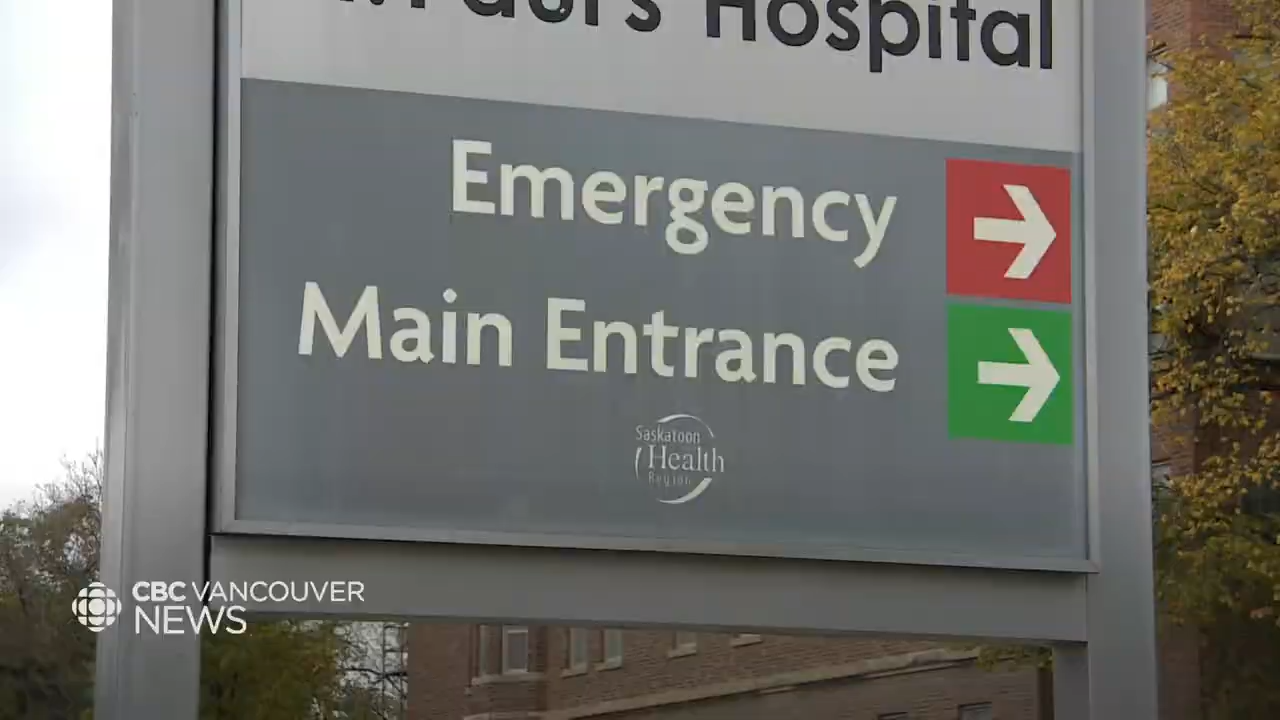 Hospital
Emergency
Main Entrance
Saskatoon
Health
Region
CBC VANCOUVER
NEWS